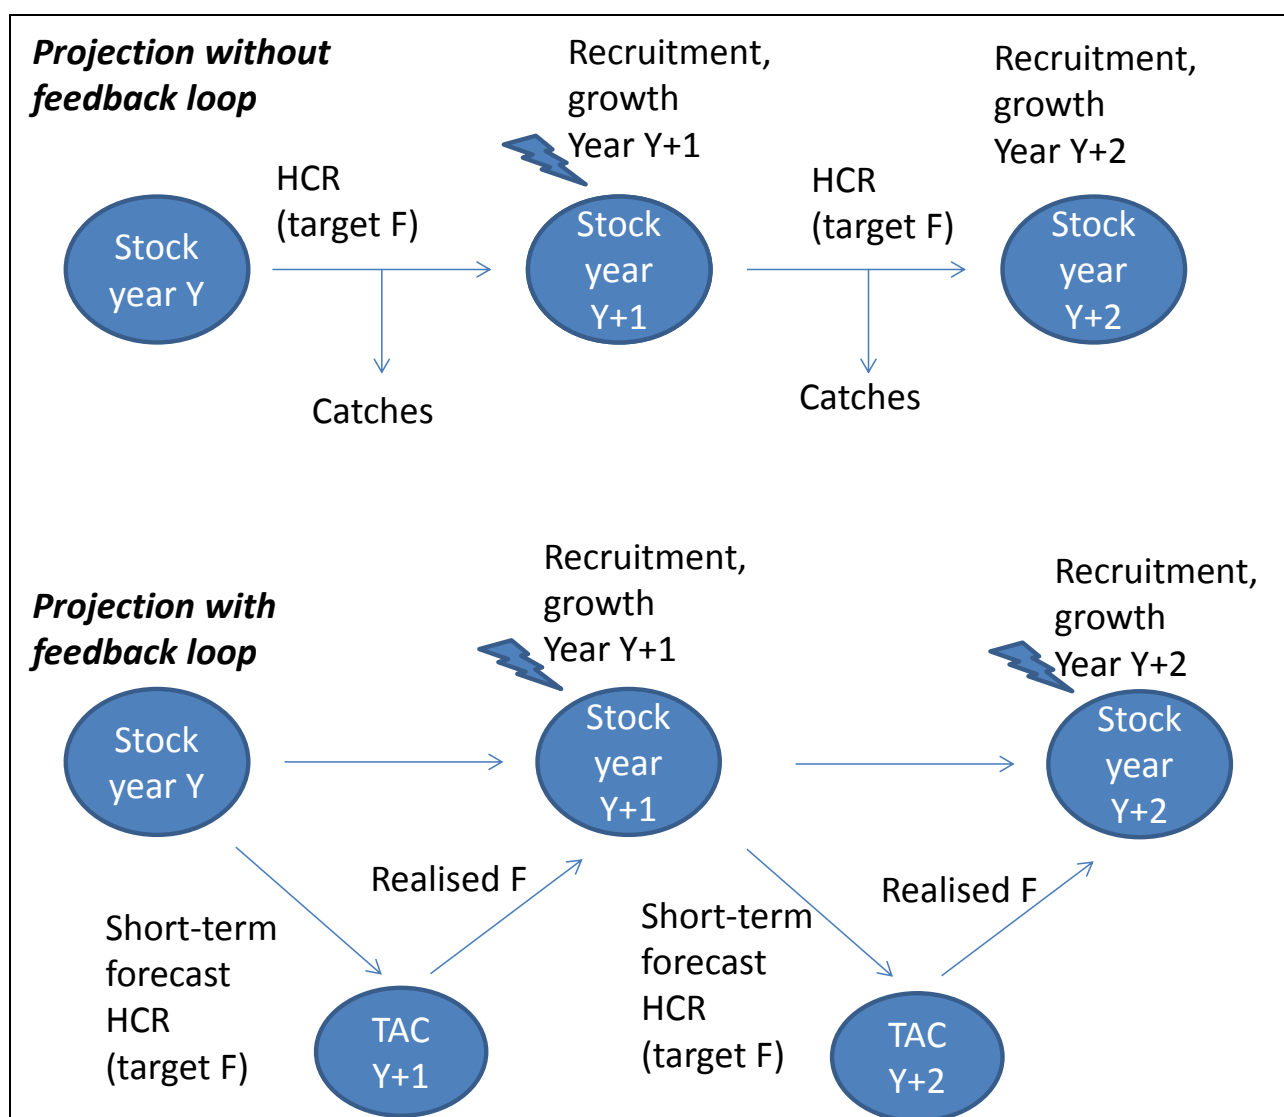 Projection without
feedback loop
Recruitment,
growth
Year Y+1
Recruitment,
growth
Year Y+2
HCR
(target F)
HCR
(target F)
Stock
year Y
Stock
year
Y+1
Stock
year
Y+2
Catches
Catches
Projection with
feedback loop
Recruitment,
growth
Year Y+1
Recruitment,
growth
Year Y+2
Stock
year Y
Stock
year
Y+1
Stock
year
Y+2
Realised F
Realised F
Short-term
forecast
HCR
(target F)
Short-term
forecast
HCR
(target F)
TAC
Y+1
TAC
Y+2